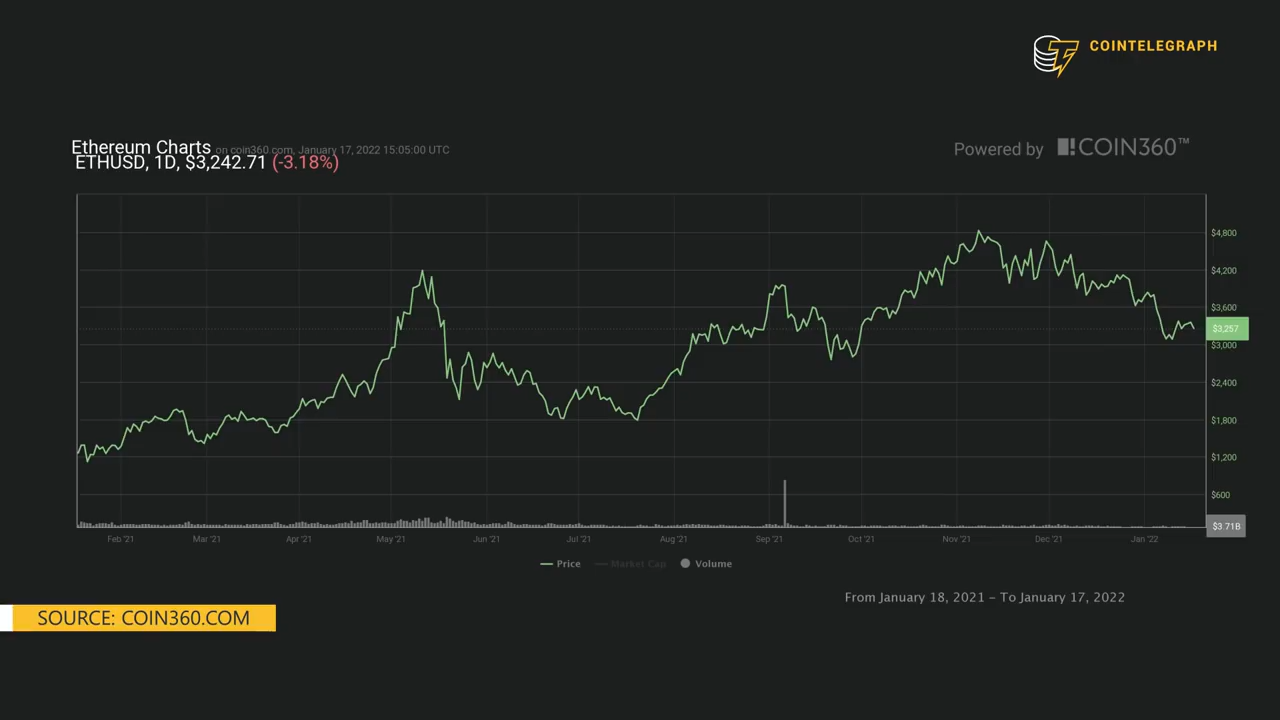 COINTELEGRAPH
Ethereum Charts on coin360.com, January 17, 2022 15:05:00 UTC
ETHUSD, 1D, $3,242.71 (-3.18%)
Powered by COIN360™
$4,800
$4,200
$3,600
$3,257
$3,000
$2,400
$1,800
$1,200
$600
$3.71B
Feb '21 Mar '21 Apr '21 May '21 Jun '21 Jul '21 Aug '21 Sep '21 Oct '21 Nov '21 Dec '21 Jan '22
Price Market Cap Volume
From January 18, 2021 – To January 17, 2022
SOURCE: COIN360.COM